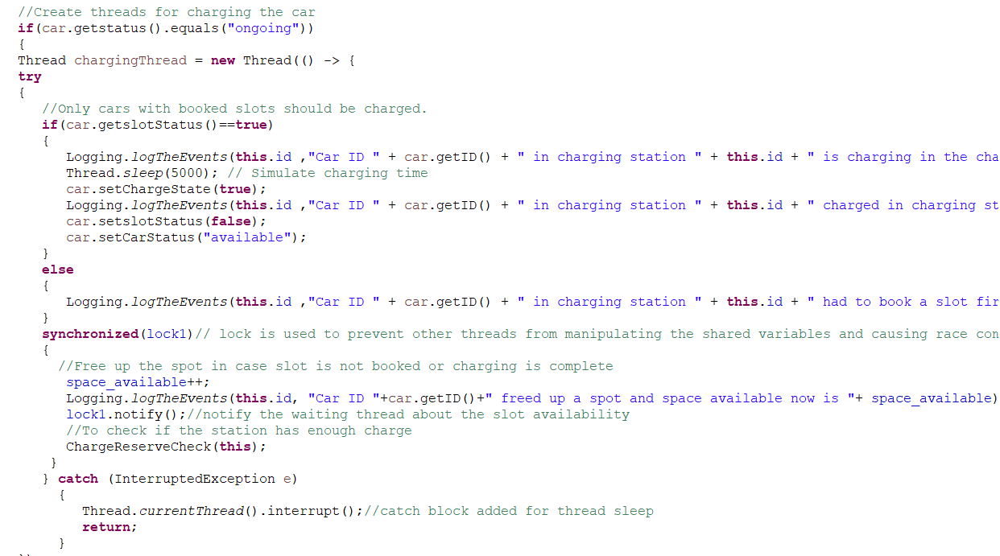 //Create threads for charging the car
if(car.getstatus().equals("ongoing"))
{
Thread chargingThread = new Thread(() -> {
try
{
//Only cars with booked slots should be charged.
if(car.getslotStatus()==true)
{
Logging.logTheEvents(this.id ,"Car ID " + car.getID() + " in charging station " + this.id + " is charging in the cha
Thread.sleep(5000); // Simulate charging time
car.setChargeState(true);
Logging.logTheEvents(this.id ,"Car ID " + car.getID() + " in charging station " + this.id + " charged in charging st
car.setslotStatus(false);
car.setCarStatus("available");
}
else
{
Logging.logTheEvents(this.id ,"Car ID " + car.getID() + " in charging station " + this.id + " had to book a slot fir
}
synchronized(lock1)// lock is used to prevent other threads from manipulating the shared variables and causing race con
{
//Free up the spot in case slot is not booked or charging is complete
space_available++;
Logging.logTheEvents(this.id, "Car ID "+car.getID()+" freed up a spot and space available now is "+ space_available)
lock1.notify();//notify the waiting thread about the slot availability
//To check if the station has enough charge
ChargeReserveCheck(this);
}
} catch (InterruptedException e)
{
Thread.currentThread().interrupt();//catch block added for thread sleep
return;
}